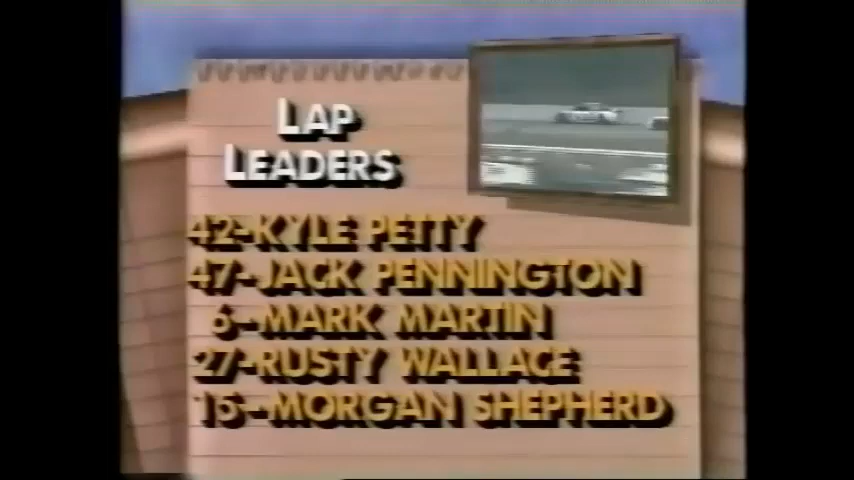 LAP
LEADERS
42-KYLE PETTY
47-JACK PENNINGTON
6-MARK MARTIN
27-RUSTY WALLACE
15-MORGAN SHEPHERD